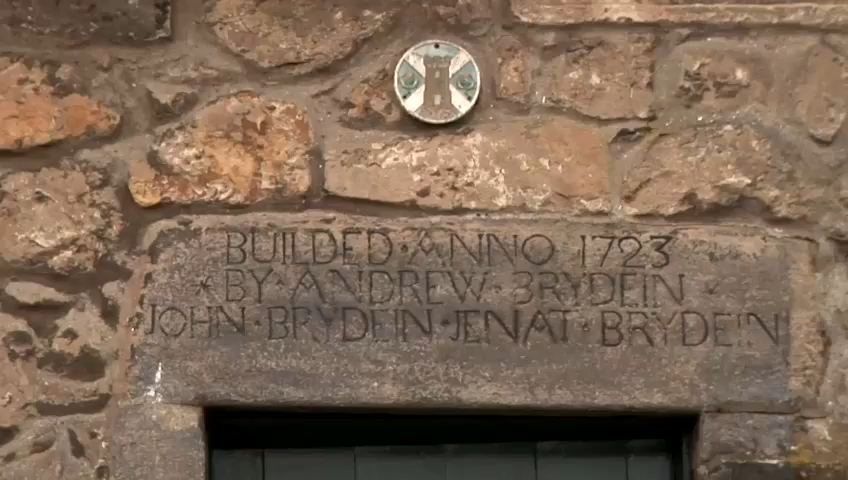 BUILDED · ANNO 1723
* BY · ANDREW · BRYDEIN *
JOHN · BRYDEIN · JENAT · BRYDEIN